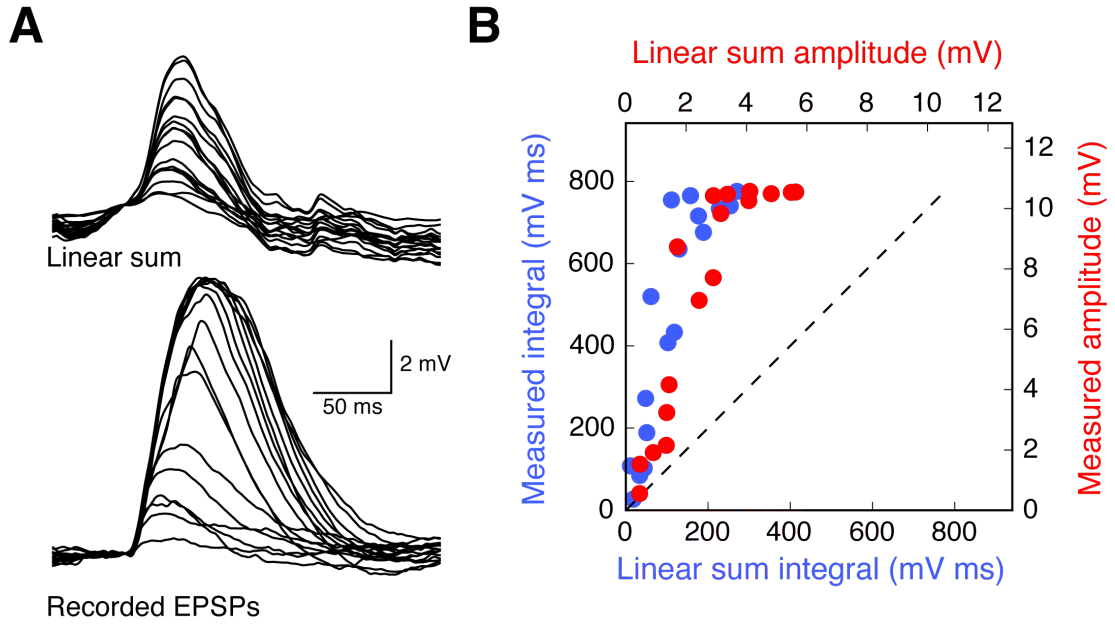 A
Linear sum
2 mV
50 ms
Recorded EPSPs
B
Linear sum amplitude (mV)
0 2 4 6 8 10 12
Measured integral (mV ms)
800
600
400
200
0
12
10
8
6
4
2
0
Measured amplitude (mV)
0 200 400 600 800
Linear sum integral (mV ms)